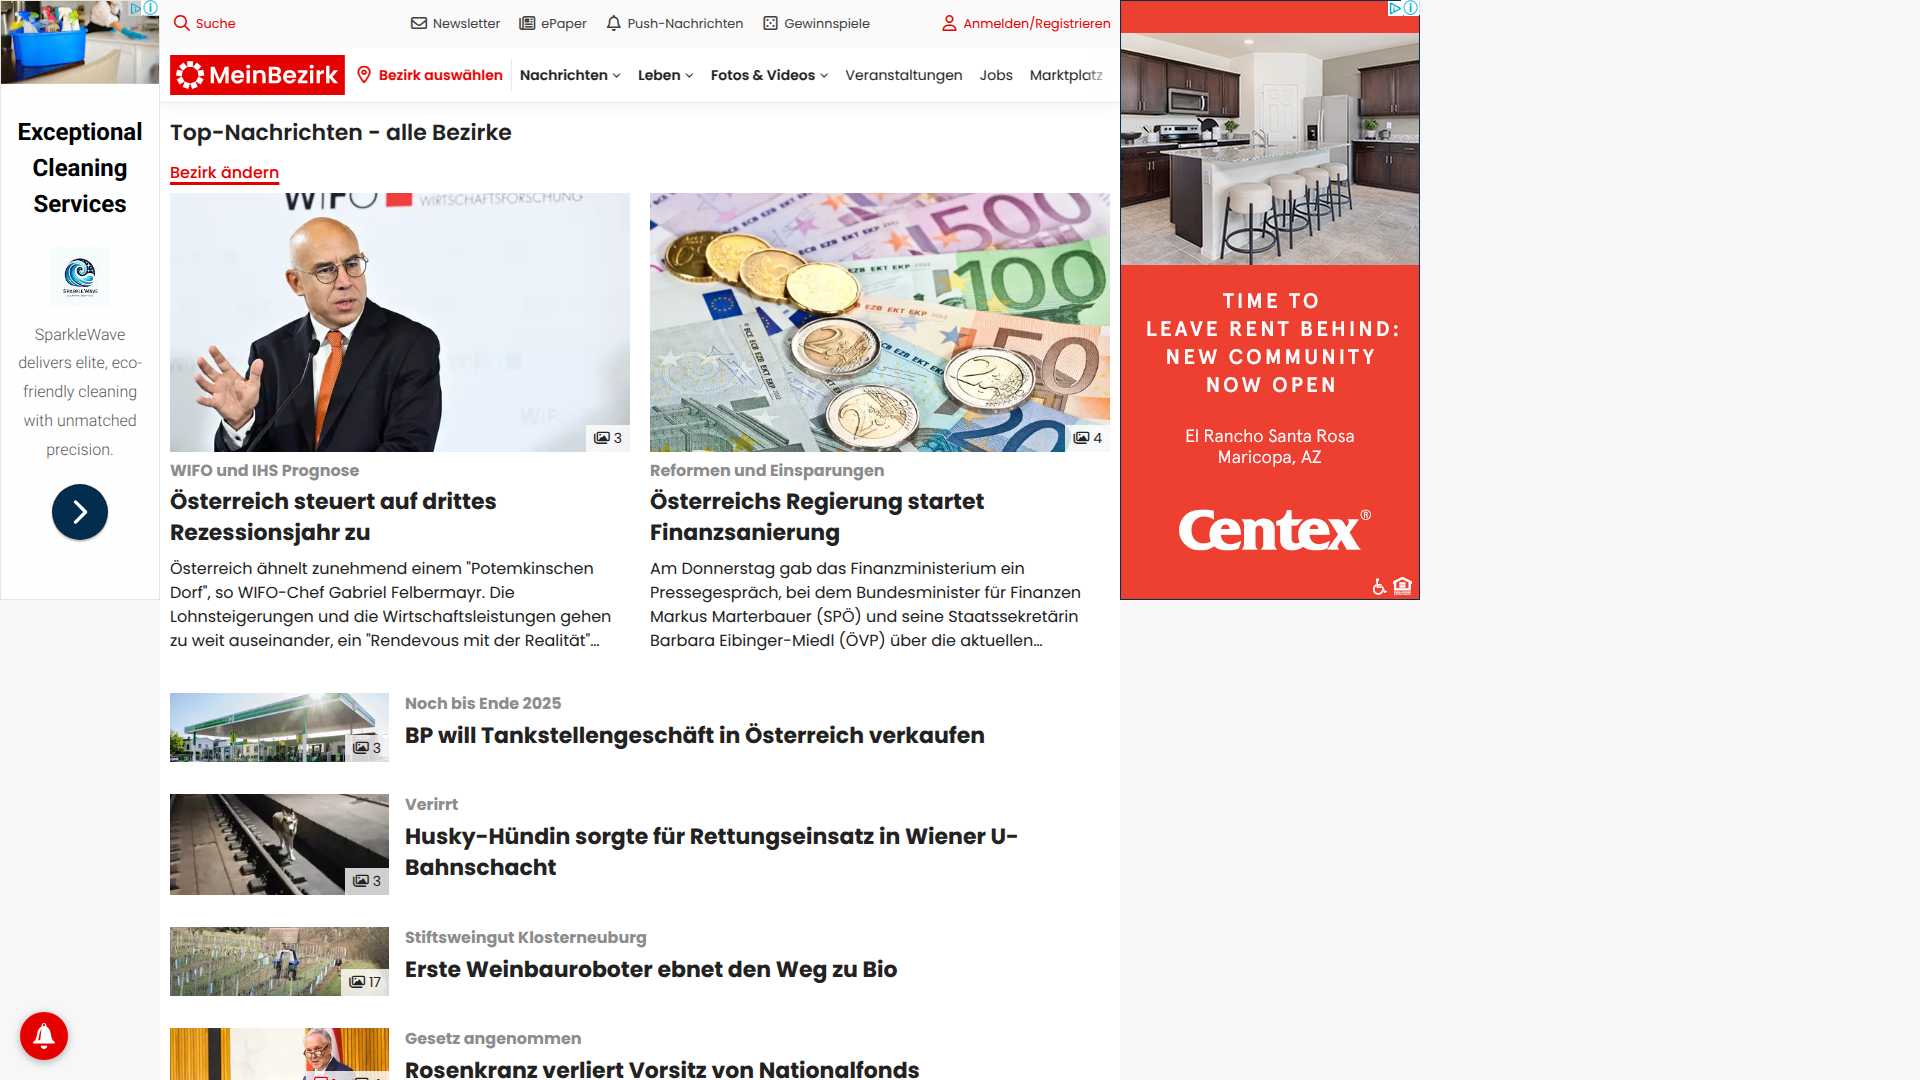 Suche
Newsletter
ePaper
Push-Nachrichten
Gewinnspiele
Anmelden/Registrieren
MeinBezirk
Bezirk auswählen
Nachrichten
Leben
Fotos & Videos
Veranstaltungen
Jobs
Marktplatz
Exceptional
Cleaning
Services
SPARKLEWAVE
SparkleWave
delivers elite, eco-
friendly cleaning
with unmatched
precision.
Top-Nachrichten - alle Bezirke
Bezirk ändern
WIFO
WIRTSCHAFTSFORSCHUNG
3
WIFO und IHS Prognose
Österreich steuert auf drittes
Rezessionsjahr zu
Österreich ähnelt zunehmend einem "Potemkinschen
Dorf", so WIFO-Chef Gabriel Felbermayr. Die
Lohnsteigerungen und die Wirtschaftsleistungen gehen
zu weit auseinander, ein "Rendevous mit der Realität"...
500
100
50
20
2
4
Reformen und Einsparungen
Österreichs Regierung startet
Finanzsanierung
Am Donnerstag gab das Finanzministerium ein
Pressegespräch, bei dem Bundesminister für Finanzen
Markus Marterbauer (SPÖ) und seine Staatssekretärin
Barbara Eibinger-Miedl (ÖVP) über die aktuellen...
3
Noch bis Ende 2025
BP will Tankstellengeschäft in Österreich verkaufen
3
Verirrt
Husky-Hündin sorgte für Rettungseinsatz in Wiener U-
Bahnschacht
17
Stiftsweingut Klosterneuburg
Erste Weinbauroboter ebnet den Weg zu Bio
Gesetz angenommen
Rosenkranz verliert Vorsitz von Nationalfonds
TIME TO
LEAVE RENT BEHIND:
NEW COMMUNITY
NOW OPEN
El Rancho Santa Rosa
Maricopa, AZ
Centex®